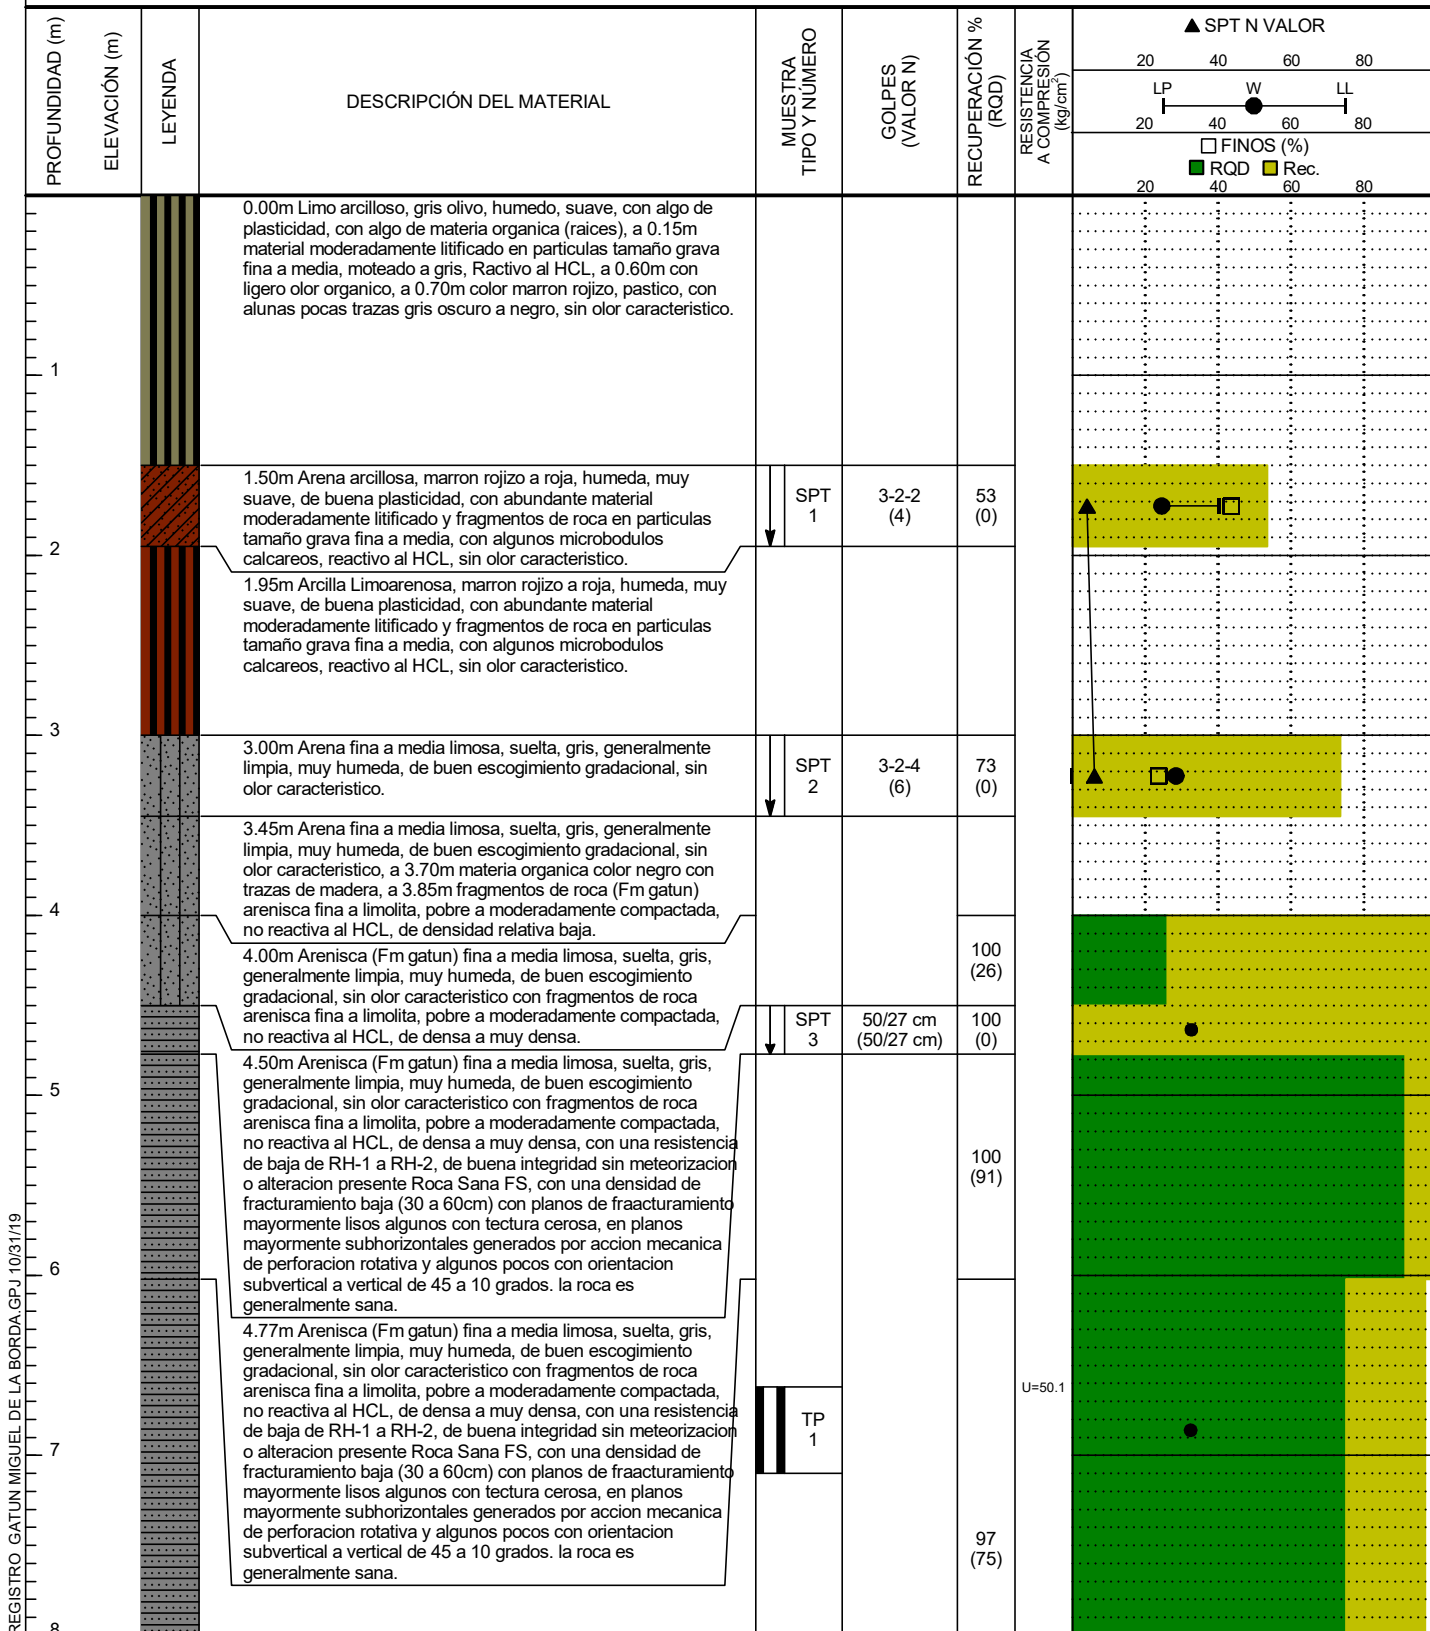 PROFUNDIDAD (m)
ELEVACIÓN (m)
LEYENDA
DESCRIPCIÓN DEL MATERIAL
MUESTRA
TIPO Y NÚMERO
GOLPES
(VALOR N)
RECUPERACIÓN %
(RQD)
RESISTENCIA
A COMPRESIÓN
(kg/cm²)
▲ SPT N VALOR
20 40 60 80
LP W LL
20 40 60 80
FINOS (%)
RQD Rec.
20 40 60 80
0.00m Limo arcilloso, gris olivo, humedo, suave, con algo de
plasticidad, con algo de materia organica (raices), a 0.15m
material moderadamente litificado en particulas tamaño grava
fina a media, moteado a gris, Ractivo al HCL, a 0.60m con
ligero olor organico, a 0.70m color marron rojizo, pastico, con
alunas pocas trazas gris oscuro a negro, sin olor caracteristico.
1
1.50m Arena arcillosa, marron rojizo a roja, humeda, muy
suave, de buena plasticidad, con abundante material
moderadamente litificado y fragmentos de roca en particulas
tamaño grava fina a media, con algunos microbodulos
calcareos, reactivo al HCL, sin olor caracteristico.
SPT
1
3-2-2
(4)
53
(0)
2
1.95m Arcilla Limoarenosa, marron rojizo a roja, humeda, muy
suave, de buena plasticidad, con abundante material
moderadamente litificado y fragmentos de roca en particulas
tamaño grava fina a media, con algunos microbodulos
calcareos, reactivo al HCL, sin olor caracteristico.
3
3.00m Arena fina a media limosa, suelta, gris, generalmente
limpia, muy humeda, de buen escogimiento gradacional, sin
olor caracteristico.
SPT
2
3-2-4
(6)
73
(0)
3.45m Arena fina a media limosa, suelta, gris, generalmente
limpia, muy humeda, de buen escogimiento gradacional, sin
olor caracteristico, a 3.70m materia organica color negro con
trazas de madera, a 3.85m fragmentos de roca (Fm gatun)
arenisca fina a limolita, pobre a moderadamente compactada,
no reactiva al HCL, de densidad relativa baja.
4
4.00m Arenisca (Fm gatun) fina a media limosa, suelta, gris,
generalmente limpia, muy humeda, de buen escogimiento
gradacional, sin olor caracteristico con fragmentos de roca
arenisca fina a limolita, pobre a moderadamente compactada,
no reactiva al HCL, de densa a muy densa.
100
(26)
SPT
3
50/27 cm
(50/27 cm)
100
(0)
4.50m Arenisca (Fm gatun) fina a media limosa, suelta, gris,
generalmente limpia, muy humeda, de buen escogimiento
gradacional, sin olor caracteristico con fragmentos de roca
arenisca fina a limolita, pobre a moderadamente compactada,
no reactiva al HCL, de densa a muy densa, con una resistencia
de baja de RH-1 a RH-2, de buena integridad sin meteorizacion
o alteracion presente Roca Sana FS, con una densidad de
fracturamiento baja (30 a 60cm) con planos de fraacturamiento
mayormente lisos algunos con tectura cerosa, en planos
mayormente subhorizontales generados por accion mecanica
de perforacion rotativa y algunos pocos con orientacion
subvertical a vertical de 45 a 10 grados. la roca es
generalmente sana.
5
100
(91)
6
4.77m Arenisca (Fm gatun) fina a media limosa, suelta, gris,
generalmente limpia, muy humeda, de buen escogimiento
gradacional, sin olor caracteristico con fragmentos de roca
arenisca fina a limolita, pobre a moderadamente compactada,
no reactiva al HCL, de densa a muy densa, con una resistencia
de baja de RH-1 a RH-2, de buena integridad sin meteorizacion
o alteracion presente Roca Sana FS, con una densidad de
fracturamiento baja (30 a 60cm) con planos de fraacturamiento
mayormente lisos algunos con tectura cerosa, en planos
mayormente subhorizontales generados por accion mecanica
de perforacion rotativa y algunos pocos con orientacion
subvertical a vertical de 45 a 10 grados. la roca es
generalmente sana.
TP
1
U=50.1
7
97
(75)
8
REGISTRO GATUN MIGUEL DE LA BORDA.GPJ 10/31/19